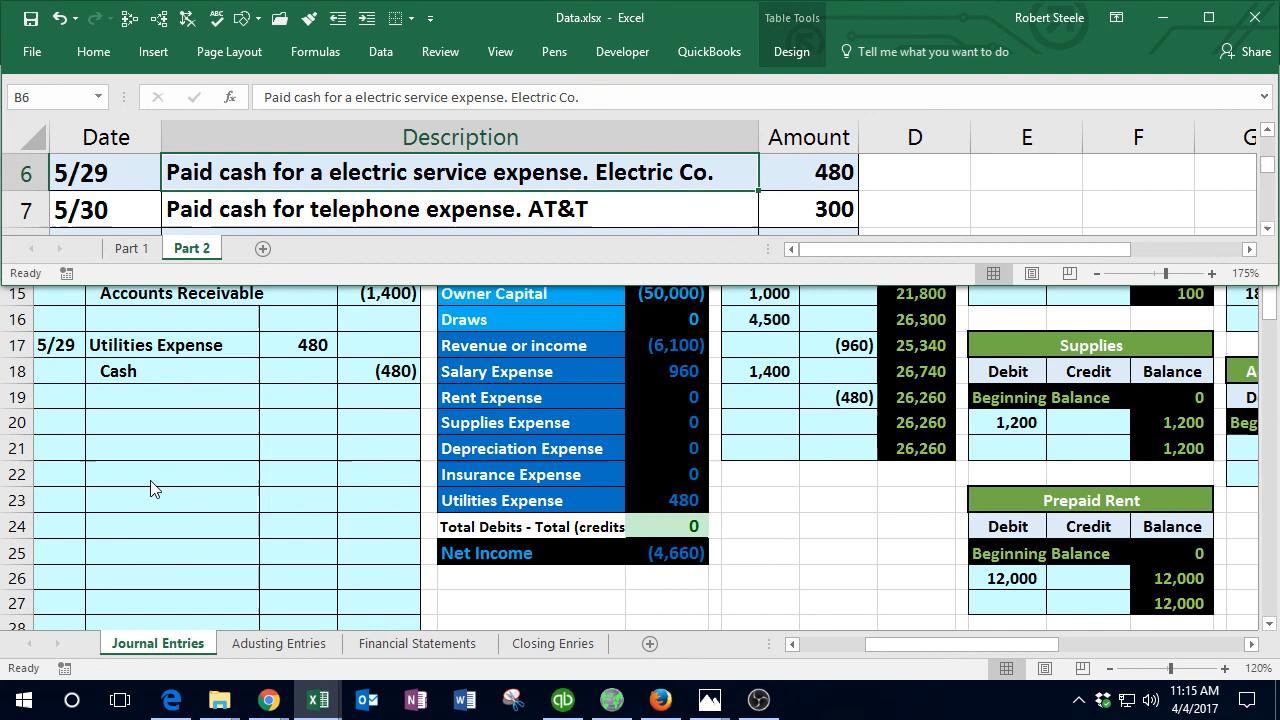 Data.xlsx - Excel
Table Tools
Robert Steele
File Home Insert Page Layout Formulas Data Review View Pens Developer QuickBooks Design Tell me what you want to do Share
B6 fx Paid cash for a electric service expense. Electric Co.
Date Description Amount D E F
6 5/29 Paid cash for a electric service expense. Electric Co. 480
7 5/30 Paid cash for telephone expense. AT&T 300
Part 1 Part 2
Ready 175%
15 Accounts Receivable (1,400) Owner Capital (50,000) 1,000 21,800 100
16 Draws 0 4,500 26,300
17 5/29 Utilities Expense 480 Revenue or income (6,100) (960) 25,340 Supplies
18 Cash (480) Salary Expense 960 1,400 26,740 Debit Credit Balance
19 Rent Expense 0 (480) 26,260 Beginning Balance 0
20 Supplies Expense 0 26,260 1,200 1,200
21 Depreciation Expense 0 26,260 1,200
22 Insurance Expense 0
23 Utilities Expense 480 Prepaid Rent
24 Total Debits - Total (credits 0 Debit Credit Balance
25 Net Income (4,660) Beginning Balance 0
26 12,000 12,000
27 12,000
28
Journal Entries Adusting Entries Financial Statements Closing Enries
Ready 120%
11:15 AM
4/4/2017